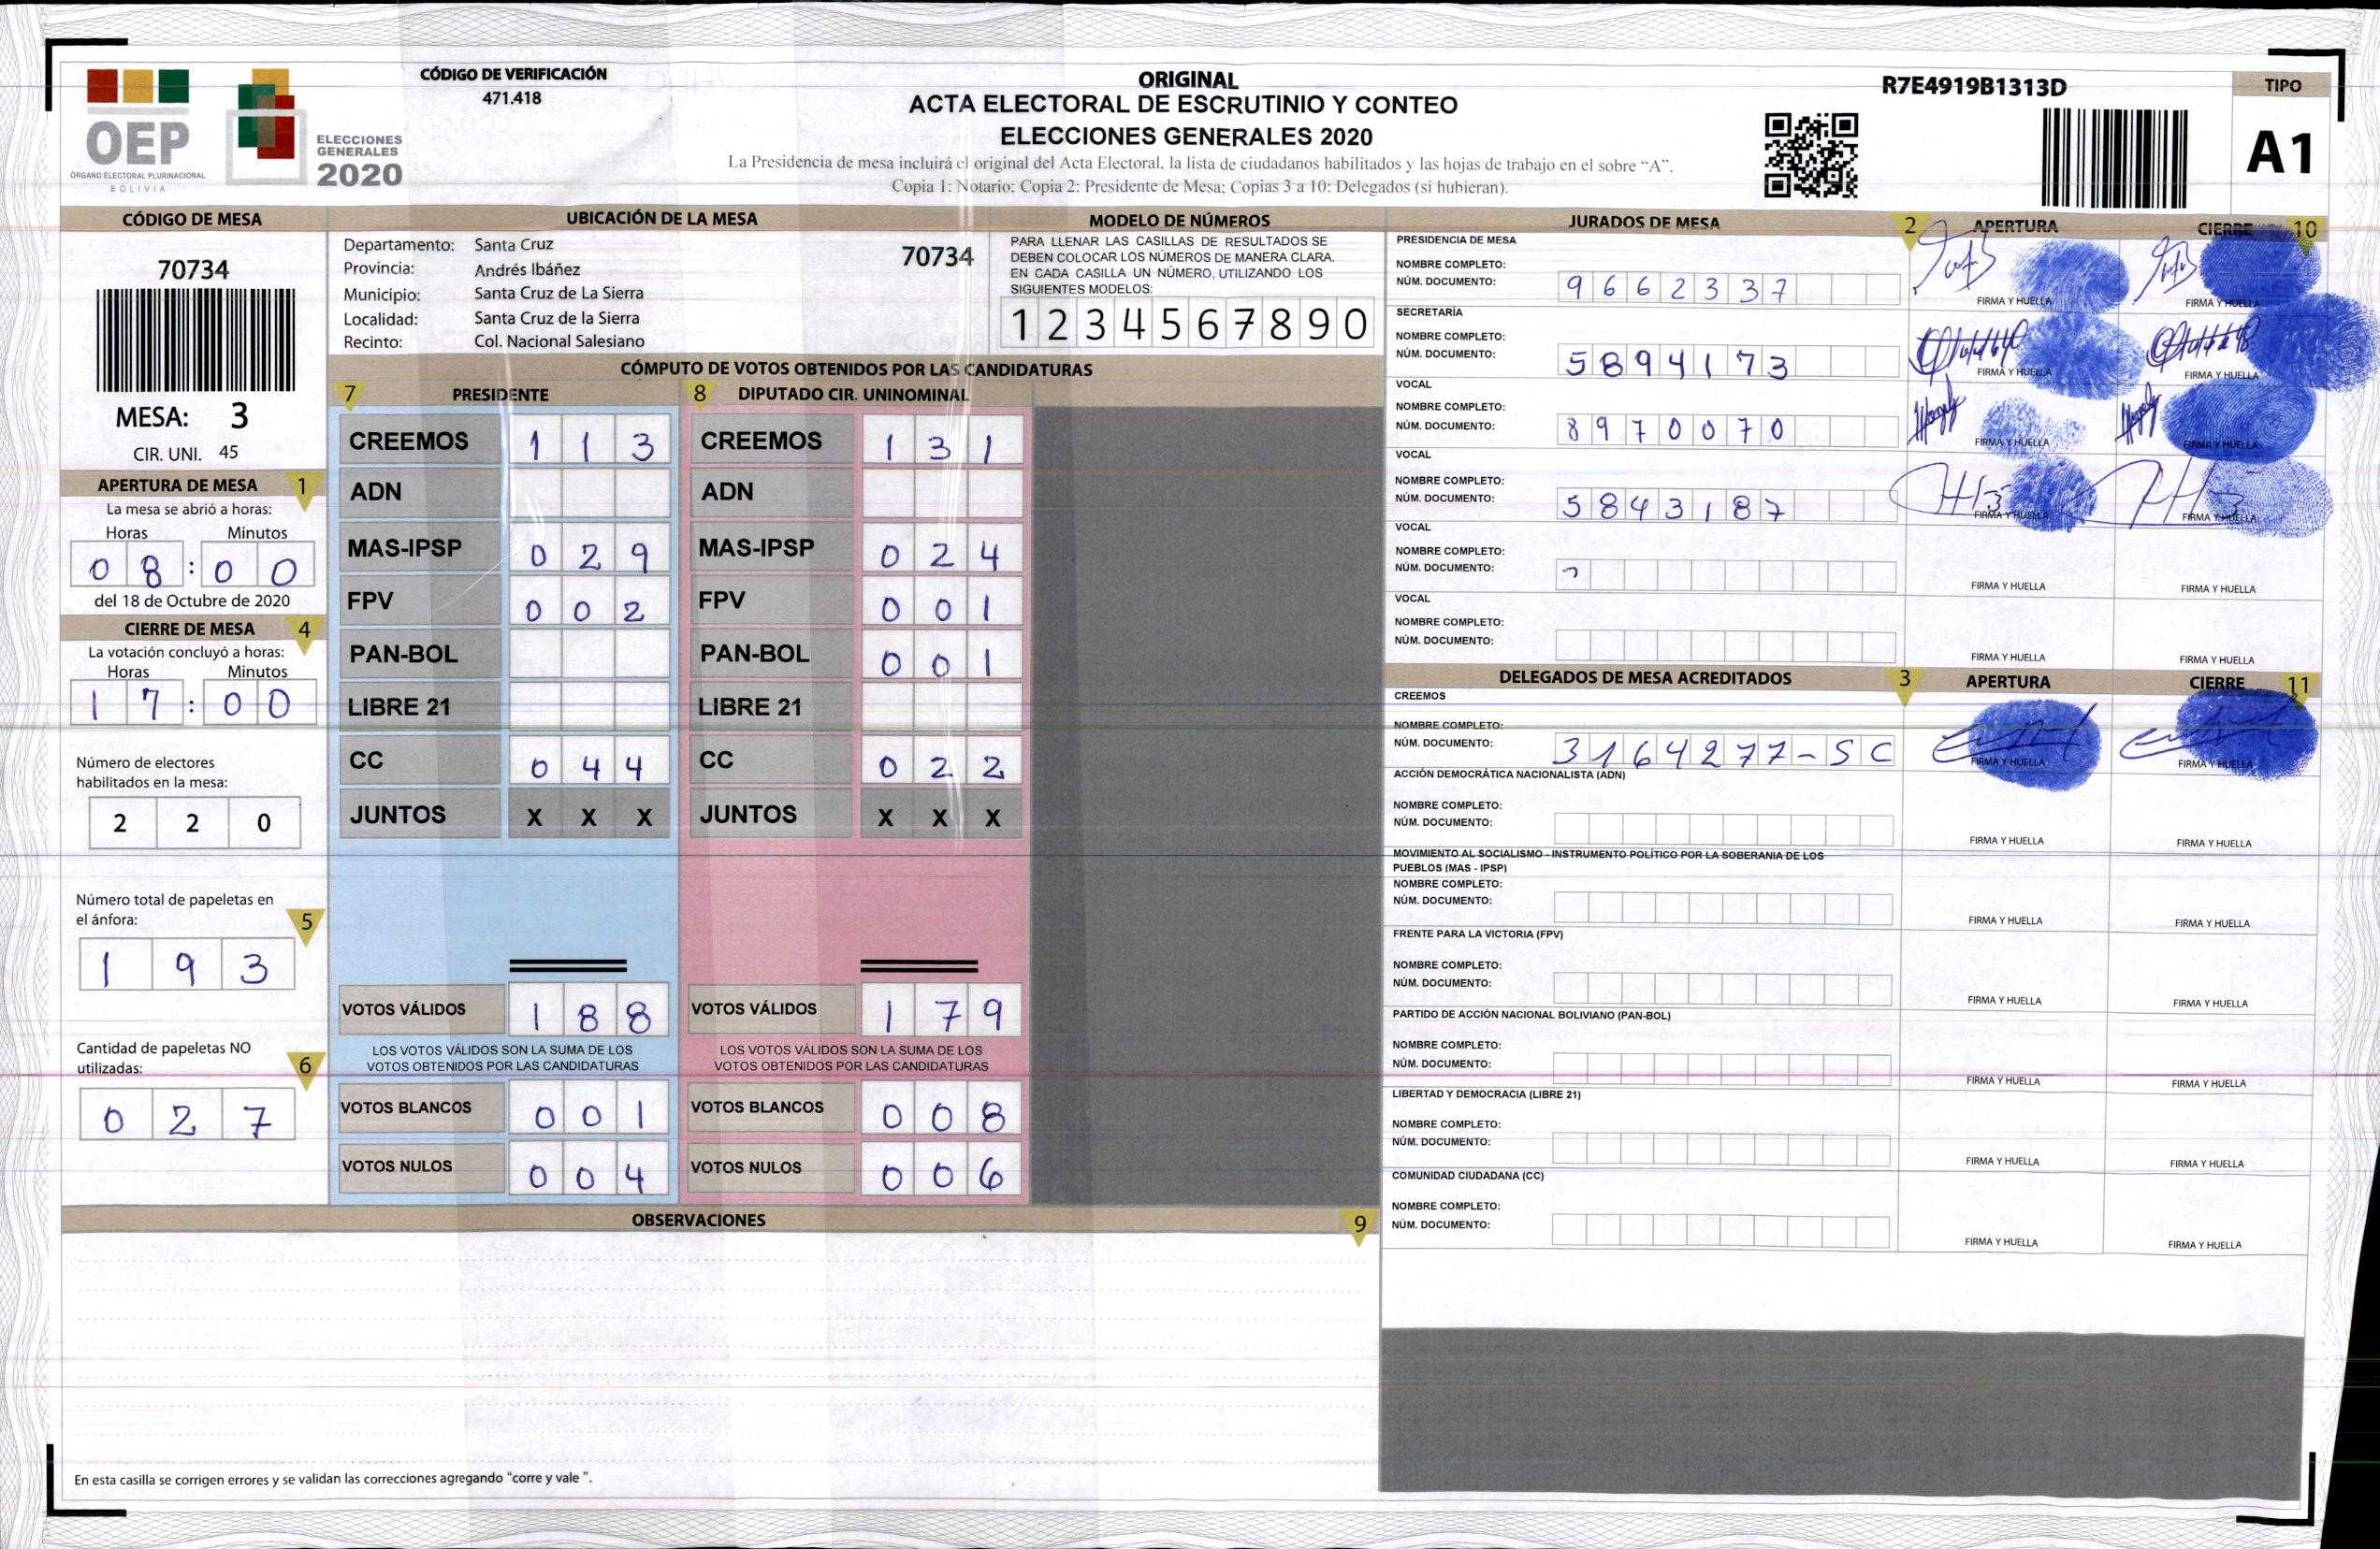 OEP
ÓRGANO ELECTORAL PLURINACIONAL
BOLIVIA
ELECCIONES
GENERALES
2020
CÓDIGO DE VERIFICACIÓN
471.418
ORIGINAL
ACTA ELECTORAL DE ESCRUTINIO Y CONTEO
ELECCIONES GENERALES 2020
La Presidencia de mesa incluirá el original del Acta Electoral, la lista de ciudadanos habilitados y las hojas de trabajo en el sobre “A”.
Copia 1: Notario; Copia 2: Presidente de Mesa; Copias 3 a 10: Delegados (si hubieran).
R7E4919B1313D
TIPO
A1
CÓDIGO DE MESA
70734
MESA: 3
CIR. UNI. 45
UBICACIÓN DE LA MESA
Departamento: Santa Cruz
70734
Provincia: Andrés Ibáñez
Municipio: Santa Cruz de La Sierra
Localidad: Santa Cruz de la Sierra
Recinto: Col. Nacional Salesiano
MODELO DE NÚMEROS
PARA LLENAR LAS CASILLAS DE RESULTADOS SE
DEBEN COLOCAR LOS NÚMEROS DE MANERA CLARA.
EN CADA CASILLA UN NÚMERO, UTILIZANDO LOS
SIGUIENTES MODELOS:
1 2 3 4 5 6 7 8 9 0
APERTURA DE MESA 1
La mesa se abrió a horas:
Horas Minutos
0 8 : 0 0
del 18 de Octubre de 2020
CIERRE DE MESA 4
La votación concluyó a horas:
Horas Minutos
1 7 : 0 0
Número de electores
habilitados en la mesa:
2 2 0
Número total de papeletas en
el ánfora: 5
1 9 3
Cantidad de papeletas NO
utilizadas: 6
0 2 7
CÓMPUTO DE VOTOS OBTENIDOS POR LAS CANDIDATURAS
7 PRESIDENTE
CREEMOS 1 1 3
ADN
MAS-IPSP 0 2 9
FPV 0 0 2
PAN-BOL
LIBRE 21
CC 0 4 4
JUNTOS X X X
VOTOS VÁLIDOS 1 8 8
LOS VOTOS VÁLIDOS SON LA SUMA DE LOS
VOTOS OBTENIDOS POR LAS CANDIDATURAS
VOTOS BLANCOS 0 0 1
VOTOS NULOS 0 0 4
8 DIPUTADO CIR. UNINOMINAL
CREEMOS 1 3 1
ADN
MAS-IPSP 0 2 4
FPV 0 0 1
PAN-BOL 0 0 1
LIBRE 21
CC 0 2 2
JUNTOS X X X
VOTOS VÁLIDOS 1 7 9
LOS VOTOS VÁLIDOS SON LA SUMA DE LOS
VOTOS OBTENIDOS POR LAS CANDIDATURAS
VOTOS BLANCOS 0 0 8
VOTOS NULOS 0 0 6
OBSERVACIONES 9
En esta casilla se corrigen errores y se validan las correcciones agregando “corre y vale ”.
JURADOS DE MESA 2 APERTURA CIERRE 10
PRESIDENCIA DE MESA
NOMBRE COMPLETO:
NÚM. DOCUMENTO: 9 6 6 2 3 3 7
FIRMA Y HUELLA FIRMA Y HUELLA
SECRETARÍA
NOMBRE COMPLETO:
NÚM. DOCUMENTO: 5 8 9 4 1 7 3
FIRMA Y HUELLA FIRMA Y HUELLA
VOCAL
NOMBRE COMPLETO:
NÚM. DOCUMENTO: 8 9 7 0 0 7 0
FIRMA Y HUELLA FIRMA Y HUELLA
VOCAL
NOMBRE COMPLETO:
NÚM. DOCUMENTO: 5 8 4 3 1 8 7
FIRMA Y HUELLA FIRMA Y HUELLA
VOCAL
NOMBRE COMPLETO:
NÚM. DOCUMENTO:
FIRMA Y HUELLA FIRMA Y HUELLA
VOCAL
NOMBRE COMPLETO:
NÚM. DOCUMENTO:
FIRMA Y HUELLA FIRMA Y HUELLA
DELEGADOS DE MESA ACREDITADOS 3 APERTURA CIERRE 11
CREEMOS
NOMBRE COMPLETO:
NÚM. DOCUMENTO: 3 1 6 4 2 7 7 - S C
FIRMA Y HUELLA FIRMA Y HUELLA
ACCIÓN DEMOCRÁTICA NACIONALISTA (ADN)
NOMBRE COMPLETO:
NÚM. DOCUMENTO:
FIRMA Y HUELLA FIRMA Y HUELLA
MOVIMIENTO AL SOCIALISMO - INSTRUMENTO POLÍTICO POR LA SOBERANIA DE LOS
PUEBLOS (MAS - IPSP)
NOMBRE COMPLETO:
NÚM. DOCUMENTO:
FIRMA Y HUELLA FIRMA Y HUELLA
FRENTE PARA LA VICTORIA (FPV)
NOMBRE COMPLETO:
NÚM. DOCUMENTO:
FIRMA Y HUELLA FIRMA Y HUELLA
PARTIDO DE ACCIÓN NACIONAL BOLIVIANO (PAN-BOL)
NOMBRE COMPLETO:
NÚM. DOCUMENTO:
FIRMA Y HUELLA FIRMA Y HUELLA
LIBERTAD Y DEMOCRACIA (LIBRE 21)
NOMBRE COMPLETO:
NÚM. DOCUMENTO:
FIRMA Y HUELLA FIRMA Y HUELLA
COMUNIDAD CIUDADANA (CC)
NOMBRE COMPLETO:
NÚM. DOCUMENTO:
FIRMA Y HUELLA FIRMA Y HUELLA